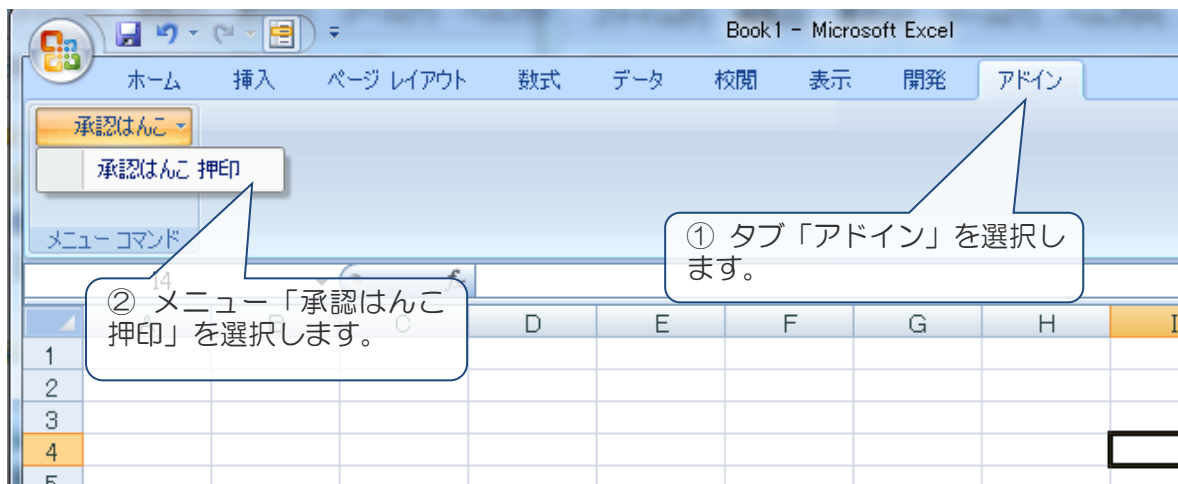 Book1 - Microsoft Excel
ホーム 挿入 ページ レイアウト 数式 データ 校閲 表示 開発 アドイン
承認はんこ
承認はんこ 押印
メニュー コマンド
① タブ「アドイン」を選択し
ます。
I4 fx
② メニュー「承認はんこ
押印」を選択します。
A B C D E F G H I
1
2
3
4
5